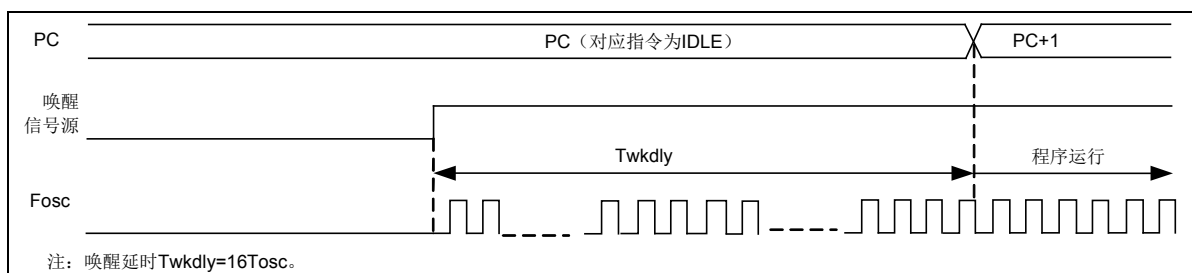 PC
PC（对应指令为IDLE）
PC+1
唤醒
信号源
Twkdly
程序运行
Fosc
注：唤醒延时Twkdly=16Tosc。